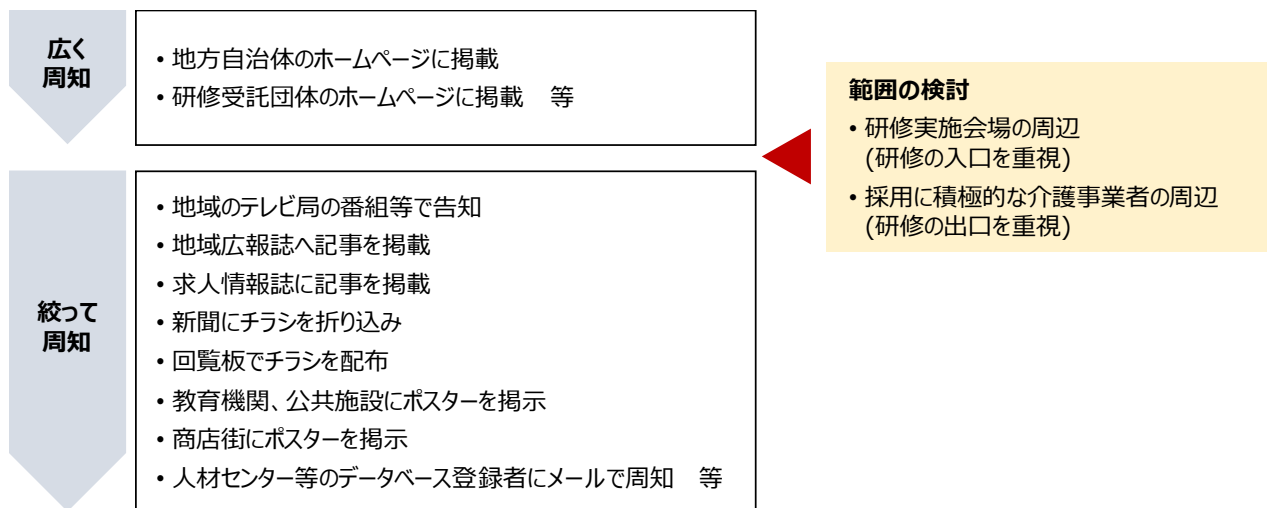 広く
周知
• 地方自治体のホームページに掲載
• 研修受託団体のホームページに掲載　等
絞って
周知
• 地域のテレビ局の番組等で告知
• 地域広報誌へ記事を掲載
• 求人情報誌に記事を掲載
• 新聞にチラシを折り込み
• 回覧板でチラシを配布
• 教育機関、公共施設にポスターを掲示
• 商店街にポスターを掲示
• 人材センター等のデータベース登録者にメールで周知　等
範囲の検討
• 研修実施会場の周辺
(研修の入口を重視)
• 採用に積極的な介護事業者の周辺
(研修の出口を重視)